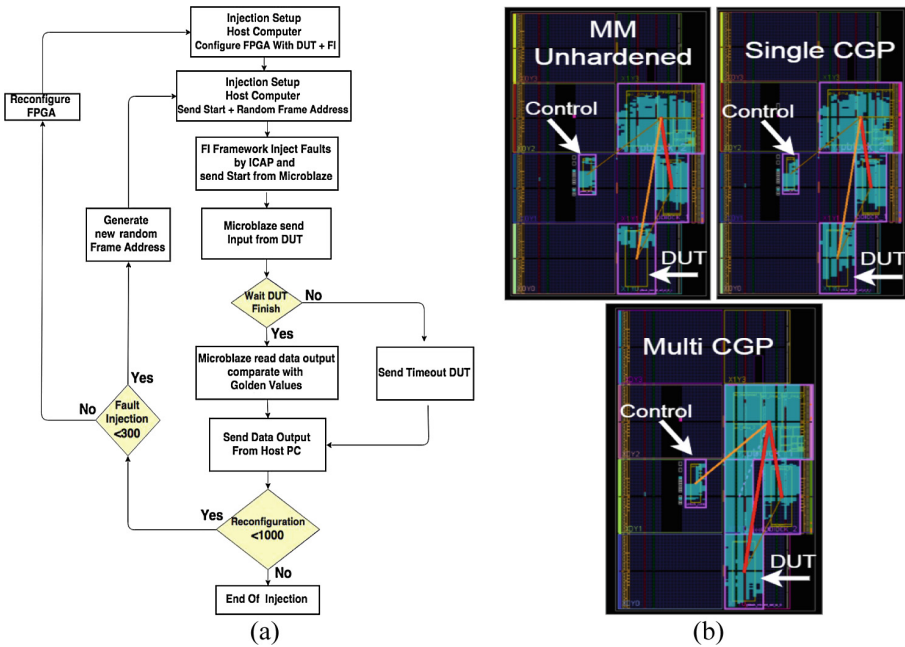 Injection Setup
Host Computer
Configure FPGA With DUT + FI
Reconfigure
FPGA
Injection Setup
Host Computer
Send Start + Random Frame Address
FI Framework Inject Faults
by ICAP and
send Start from Microblaze
Generate
new random
Frame Address
Microblaze send
Input from DUT
Wait DUT
Finish
No
Yes
Microblaze read data output
comparate with
Golden Values
Send Timeout DUT
Yes
No
Fault
Injection
<300
Send Data Output
From Host PC
Yes
Reconfiguration
<1000
No
End Of Injection
(a)
MM
Unhardened
Control
DUT
Single CGP
Control
DUT
Multi CGP
X1Y3
Control
DUT
(b)